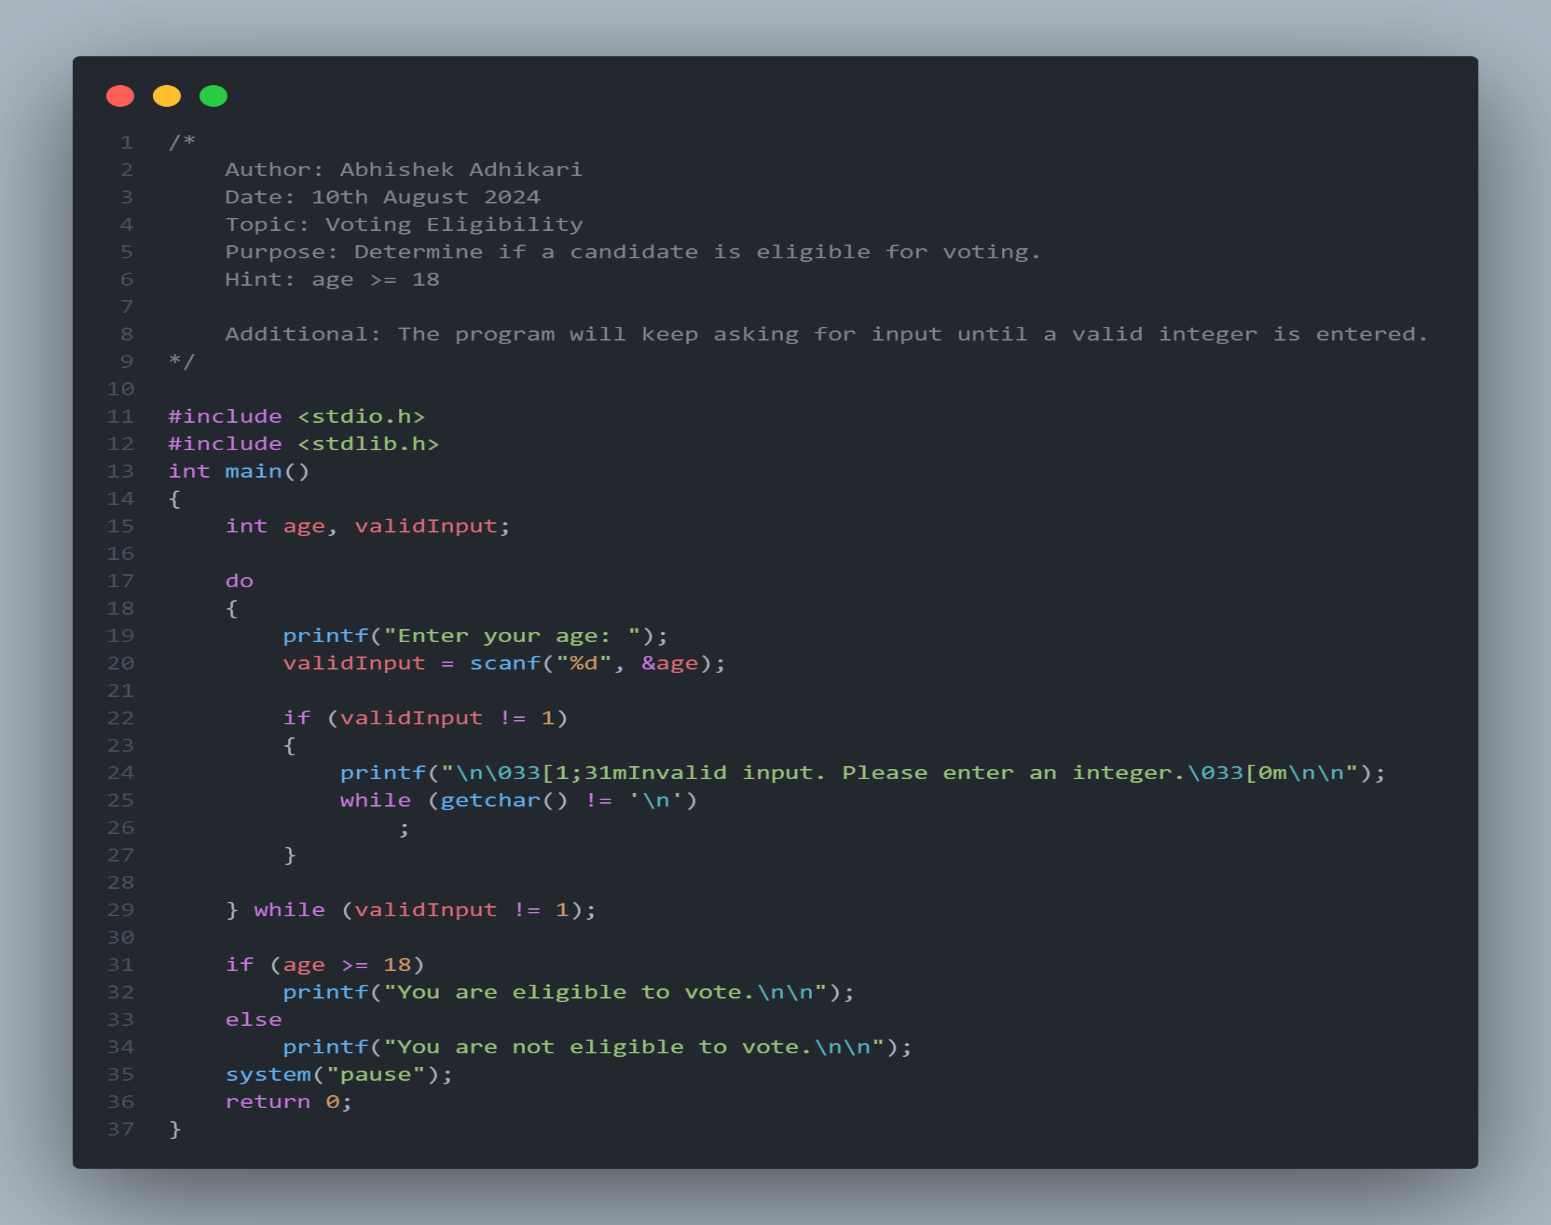 1 /*
2     Author: Abhishek Adhikari
3     Date: 10th August 2024
4     Topic: Voting Eligibility
5     Purpose: Determine if a candidate is eligible for voting.
6     Hint: age >= 18
7
8     Additional: The program will keep asking for input until a valid integer is entered.
9 */
10
11 #include <stdio.h>
12 #include <stdlib.h>
13 int main()
14 {
15     int age, validInput;
16
17     do
18     {
19         printf("Enter your age: ");
20         validInput = scanf("%d", &age);
21
22         if (validInput != 1)
23         {
24             printf("\n\033[1;31mInvalid input. Please enter an integer.\033[0m\n\n");
25             while (getchar() != '\n')
26                 ;
27         }
28
29     } while (validInput != 1);
30
31     if (age >= 18)
32         printf("You are eligible to vote.\n\n");
33     else
34         printf("You are not eligible to vote.\n\n");
35     system("pause");
36     return 0;
37 }